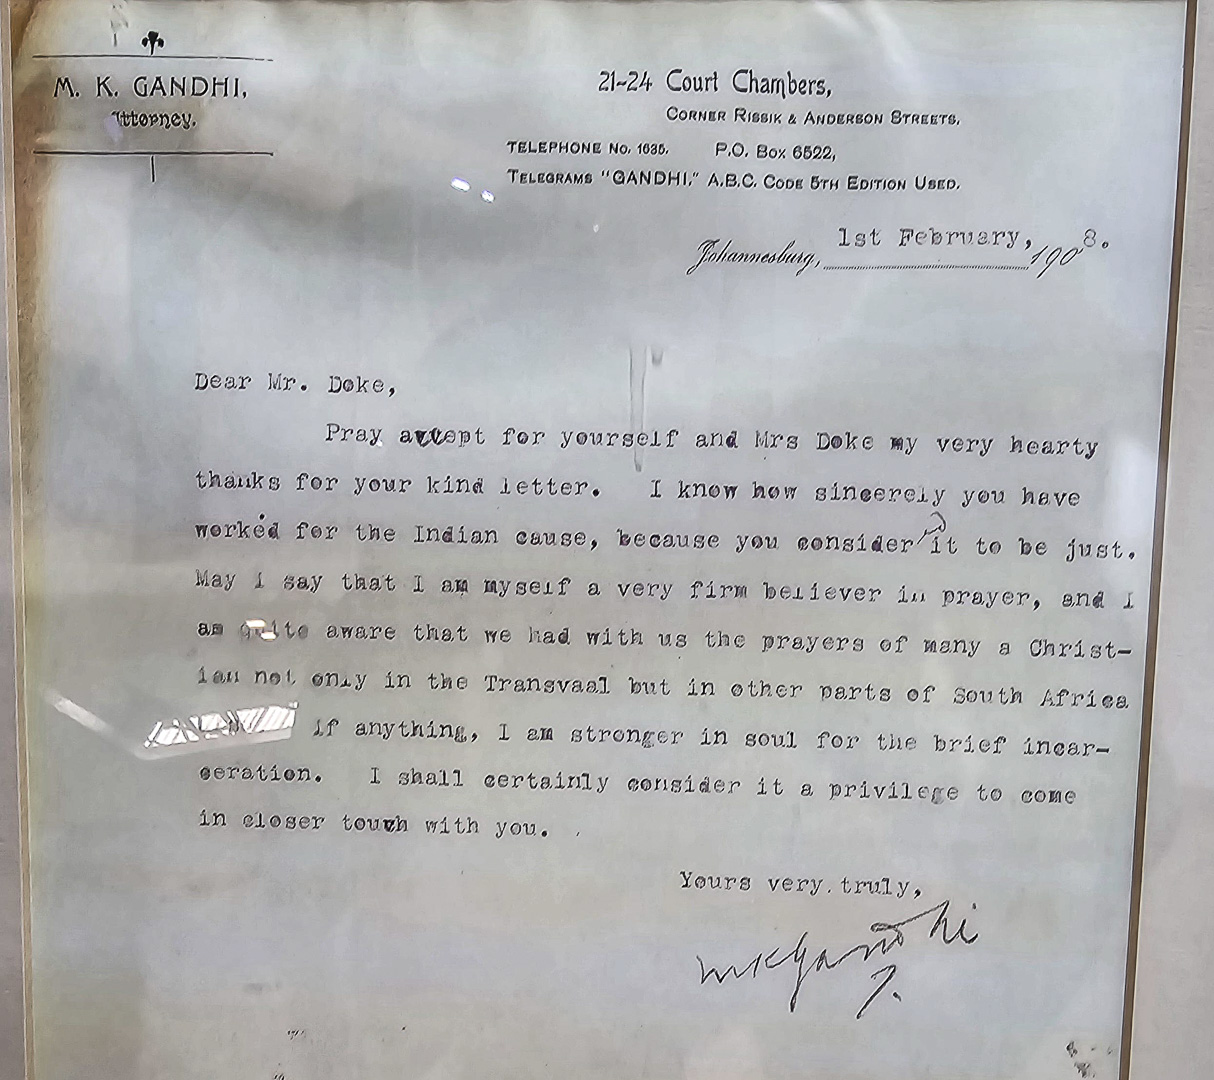 M. K. GANDHI,
Attorney.
21-24 Court Chambers,
CORNER RISSIK & ANDERSON STREETS.
TELEPHONE No. 1635. P.O. Box 6522,
TELEGRAMS "GANDHI," A.B.C. CODE 5TH EDITION USED.
Johannesburg, 1st February, 1908.
Dear Mr. Doke,
Pray accept for yourself and Mrs Doke my very hearty
thanks for your kind letter. I know how sincerely you have
worked for the Indian cause, because you consider it to be just.
May I say that I am myself a very firm believer in prayer, and I
am quite aware that we had with us the prayers of many a Christ-
ian not only in the Transvaal but in other parts of South Africa
If anything, I am stronger in soul for the brief incar-
ceration. I shall certainly consider it a privilege to come
in closer touch with you.
Yours very truly,
MKGandhi